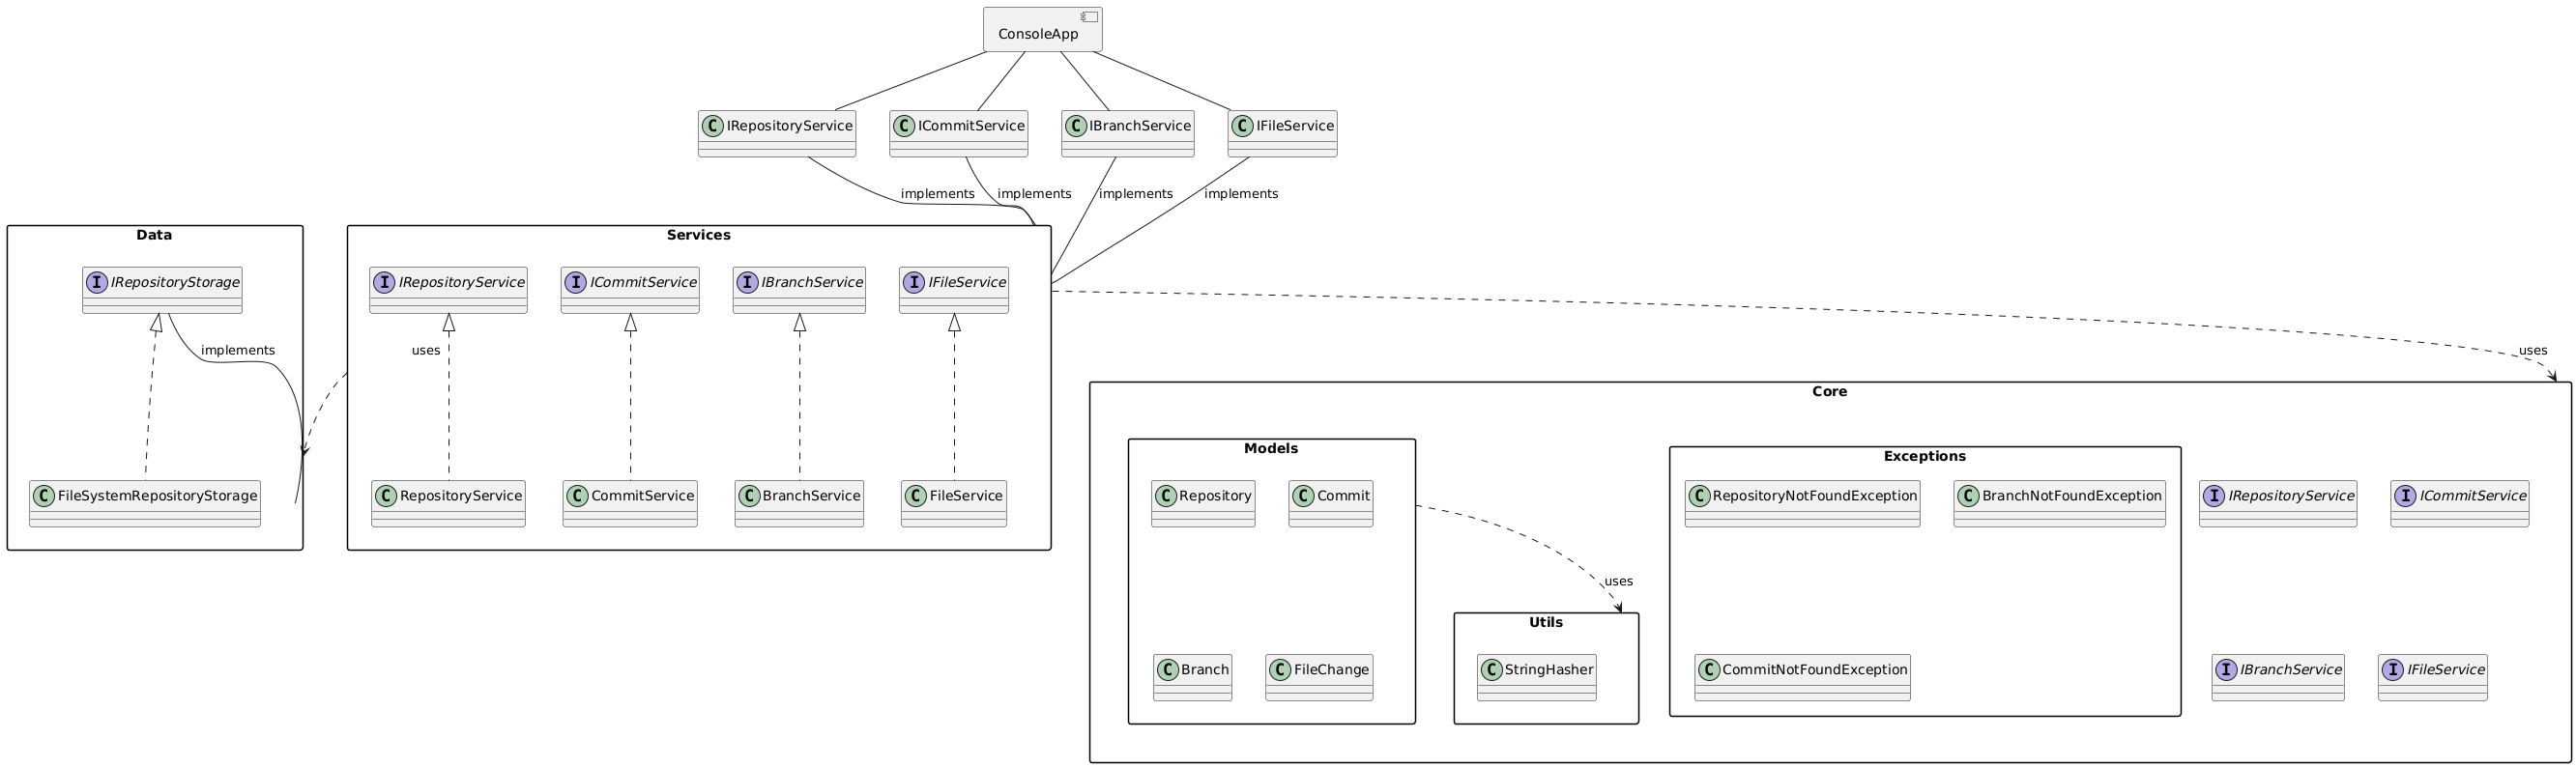 ConsoleApp
C IRepositoryService
C ICommitService
C IBranchService
C IFileService
implements
implements
implements
implements
Data
I IRepositoryStorage
implements
C FileSystemRepositoryStorage
Services
I IRepositoryService
I ICommitService
I IBranchService
I IFileService
uses
C RepositoryService
C CommitService
C BranchService
C FileService
uses
Core
Models
C Repository
C Commit
C Branch
C FileChange
uses
Utils
C StringHasher
Exceptions
C RepositoryNotFoundException
C BranchNotFoundException
C CommitNotFoundException
I IRepositoryService
I ICommitService
I IBranchService
I IFileService